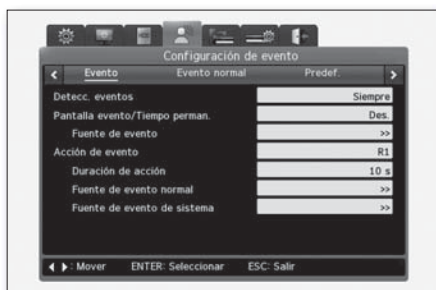 Configuración de evento
Evento Evento normal Predef.
Detecc. eventos Siempre
Pantalla evento/Tiempo perman. Des.
Fuente de evento >>
Acción de evento R1
Duración de acción 10 s
Fuente de evento normal >>
Fuente de evento de sistema >>
: Mover ENTER: Seleccionar ESC: Salir